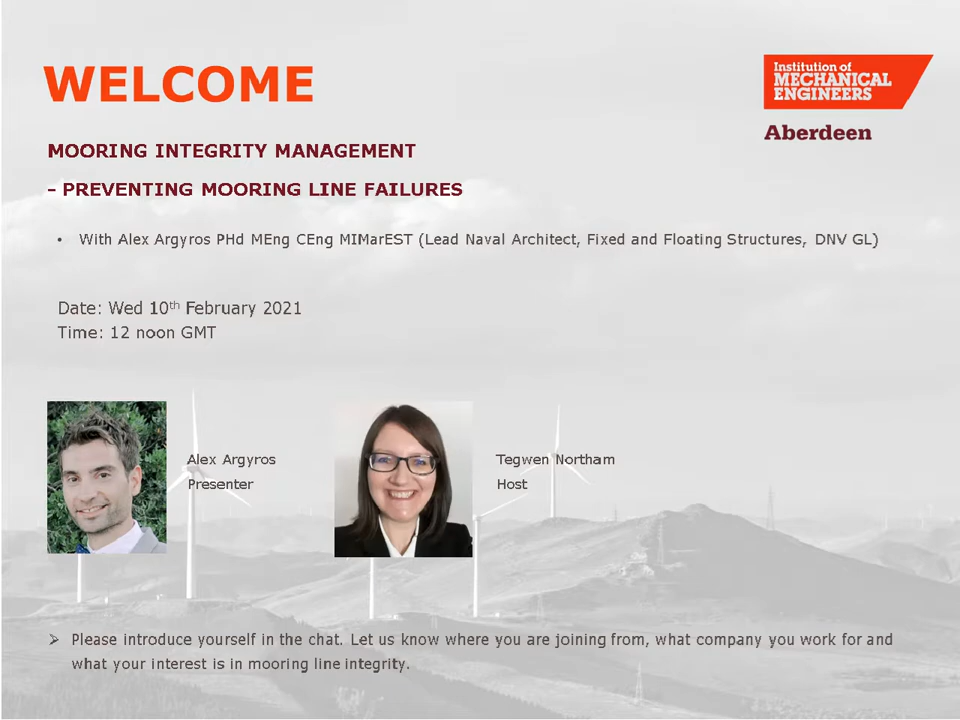 WELCOME
Institution of
MECHANICAL
ENGINEERS
Aberdeen
MOORING INTEGRITY MANAGEMENT
- PREVENTING MOORING LINE FAILURES
• With Alex Argyros PHd MEng CEng MIMarEST (Lead Naval Architect, Fixed and Floating Structures, DNV GL)
Date: Wed 10th February 2021
Time: 12 noon GMT
Alex Argyros
Presenter
Tegwen Northam
Host
➢ Please introduce yourself in the chat. Let us know where you are joining from, what company you work for and
what your interest is in mooring line integrity.